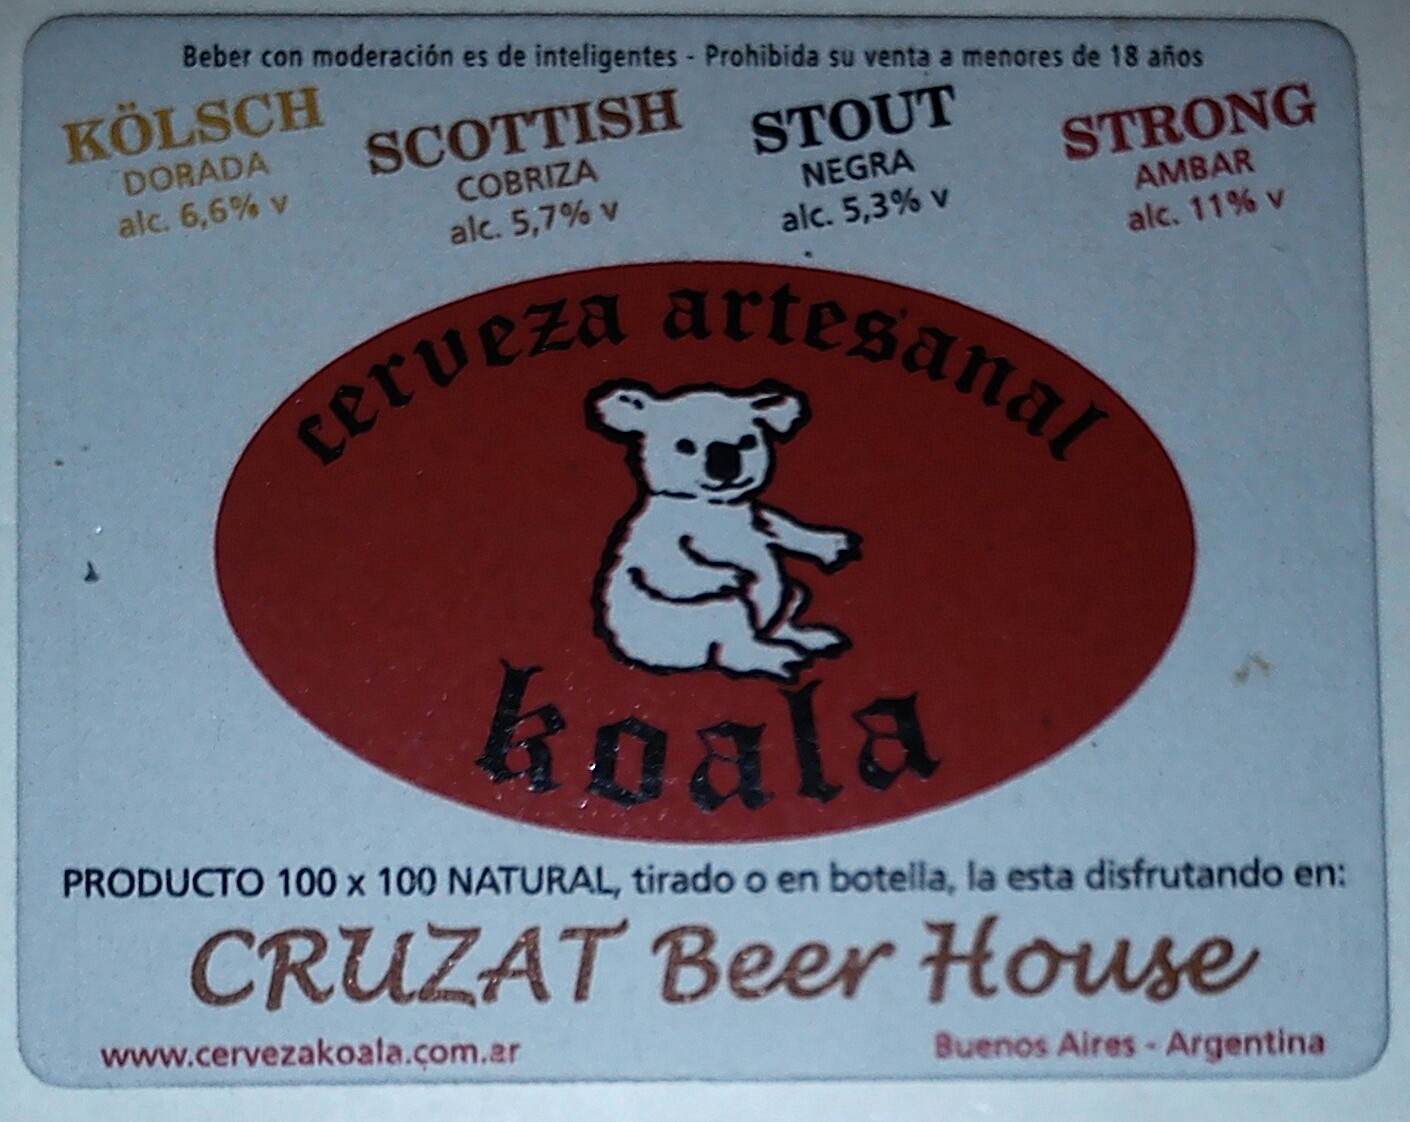 Beber con moderación es de inteligentes - Prohibida su venta a menores de 18 años
KÖLSCH
DORADA
alc. 6,6% v
SCOTTISH
COBRIZA
alc. 5,7% v
STOUT
NEGRA
alc. 5,3% v
STRONG
AMBAR
alc. 11% v
cerveza artesanal
koala
PRODUCTO 100 x 100 NATURAL, tirado o en botella, la esta disfrutando en:
CRUZAT Beer House
www.cervezakoala.com.ar
Buenos Aires - Argentina